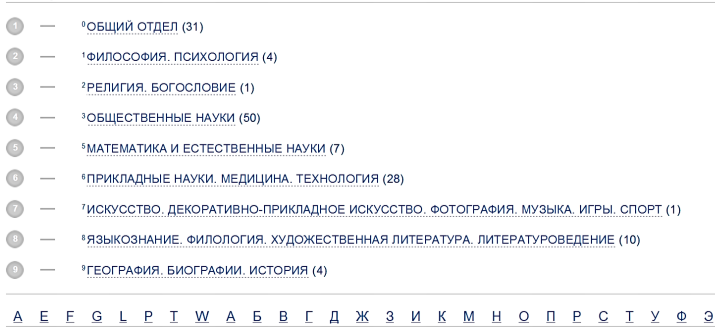 1 — 0ОБЩИЙ ОТДЕЛ (31)
2 — 1ФИЛОСОФИЯ. ПСИХОЛОГИЯ (4)
3 — 2РЕЛИГИЯ. БОГОСЛОВИЕ (1)
4 — 3ОБЩЕСТВЕННЫЕ НАУКИ (50)
5 — 5МАТЕМАТИКА И ЕСТЕСТВЕННЫЕ НАУКИ (7)
6 — 6ПРИКЛАДНЫЕ НАУКИ. МЕДИЦИНА. ТЕХНОЛОГИЯ (28)
7 — 7ИСКУССТВО. ДЕКОРАТИВНО-ПРИКЛАДНОЕ ИСКУССТВО. ФОТОГРАФИЯ. МУЗЫКА. ИГРЫ. СПОРТ (1)
8 — 8ЯЗЫКОЗНАНИЕ. ФИЛОЛОГИЯ. ХУДОЖЕСТВЕННАЯ ЛИТЕРАТУРА. ЛИТЕРАТУРОВЕДЕНИЕ (10)
9 — 9ГЕОГРАФИЯ. БИОГРАФИИ. ИСТОРИЯ (4)
A E F G L P T W А Б В Г Д Ж З И К М Н О П Р С Т У Ф Э